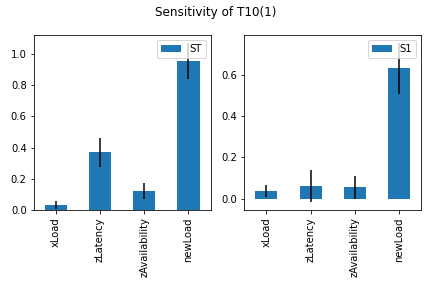 Sensitivity of T10(1)
ST
1.0
0.8
0.6
0.4
0.2
0.0
xLoad
zLatency
zAvailability
newLoad
S1
0.6
0.4
0.2
0.0
xLoad
zLatency
zAvailability
newLoad